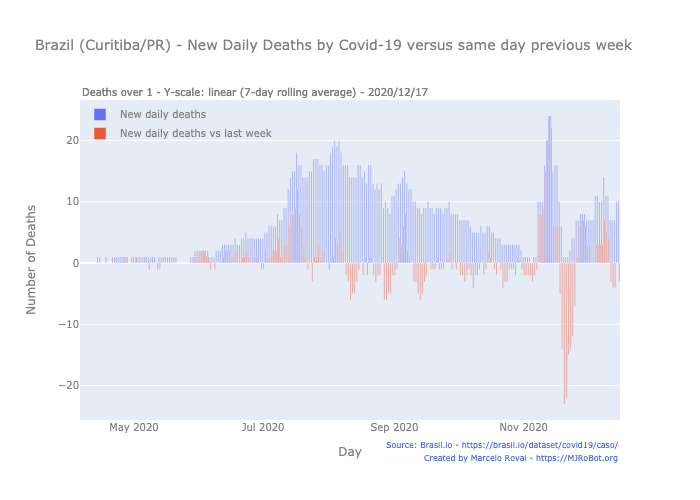 Brazil (Curitiba/PR) - New Daily Deaths by Covid-19 versus same day previous week
Deaths over 1 - Y-scale: linear (7-day rolling average) - 2020/12/17
New daily deaths
New daily deaths vs last week
20
10
0
−10
−20
Number of Deaths
May 2020
Jul 2020
Sep 2020
Nov 2020
Day
Source: Brasil.io - https://brasil.io/dataset/covid19/caso/
Created by Marcelo Rovai - https://MJRoBot.org